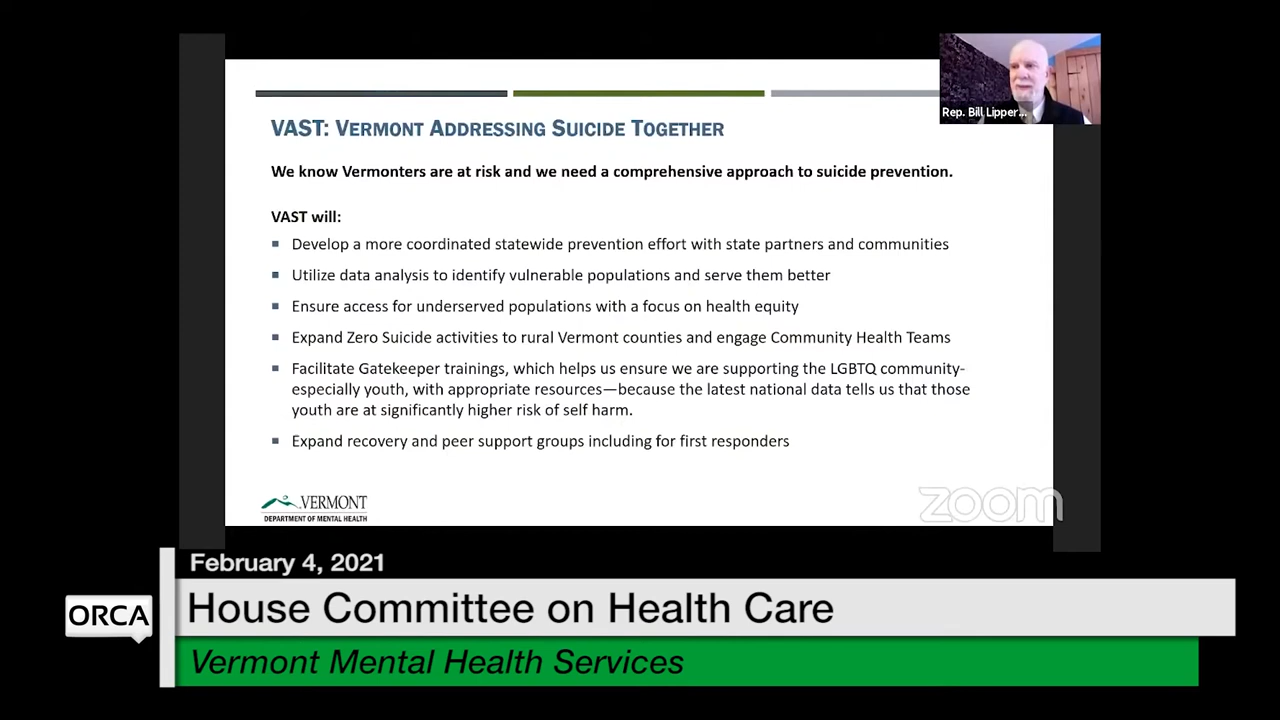 Rep. Bill Lipper...
VAST: VERMONT ADDRESSING SUICIDE TOGETHER
We know Vermonters are at risk and we need a comprehensive approach to suicide prevention.
VAST will:
Develop a more coordinated statewide prevention effort with state partners and communities
Utilize data analysis to identify vulnerable populations and serve them better
Ensure access for underserved populations with a focus on health equity
Expand Zero Suicide activities to rural Vermont counties and engage Community Health Teams
Facilitate Gatekeeper trainings, which helps us ensure we are supporting the LGBTQ community-
especially youth, with appropriate resources—because the latest national data tells us that those
youth are at significantly higher risk of self harm.
Expand recovery and peer support groups including for first responders
VERMONT
DEPARTMENT OF MENTAL HEALTH
zoom
February 4, 2021
ORCA
House Committee on Health Care
Vermont Mental Health Services